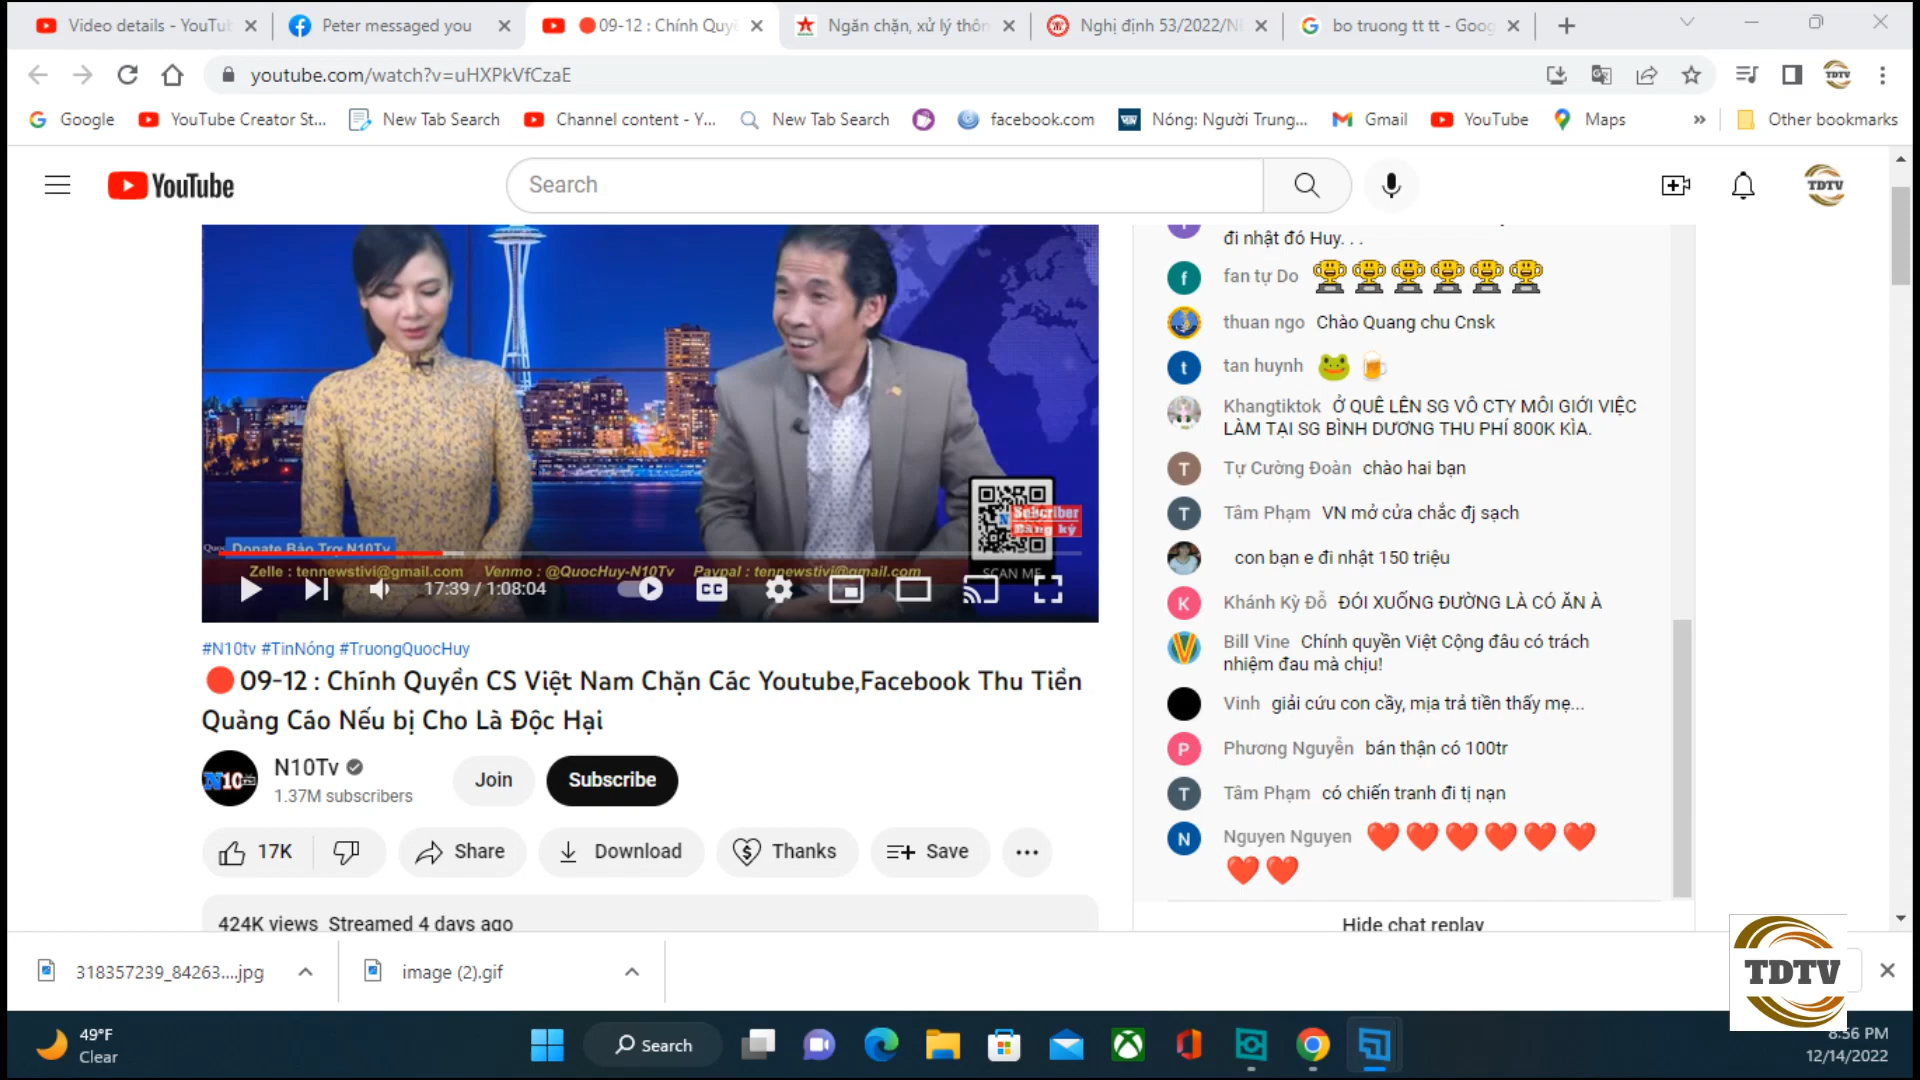 Video details - YouTu
Peter messaged you
09-12 : Chính Quyề
Ngăn chặn, xử lý thôn
Nghị định 53/2022/N
bo truong tt tt - Goog
youtube.com/watch?v=uHXPkVfCzaE
TDTV
Google
YouTube Creator St...
New Tab Search
Channel content - Y...
New Tab Search
facebook.com
Nóng: Người Trung...
Gmail
YouTube
Maps
»
Other bookmarks
YouTube
Search
TDTV
đi nhật đó Huy. . .
fan tự Do
thuan ngo Chào Quang chu Cnsk
tan huynh
Khangtiktok Ở QUÊ LÊN SG VÔ CTY MÔI GIỚI VIỆC
LÀM TẠI SG BÌNH DƯƠNG THU PHÍ 800K KÌA.
Tự Cường Đoàn chào hai bạn
Tâm Phạm VN mở cửa chắc đj sạch
con bạn e đi nhật 150 triệu
Khánh Kỳ Đỗ ĐÓI XUỐNG ĐƯỜNG LÀ CÓ ĂN À
Bill Vine Chính quyền Việt Cộng đâu có trách
nhiệm đau mà chịu!
Vinh giải cứu con cầy, mịa trả tiền thấy mẹ...
Phương Nguyễn bán thận có 100tr
Tâm Phạm có chiến tranh đi tị nạn
Nguyen Nguyen
Hide chat replay
Subscriber
Đăng ký
Donate Bảo Trợ N10Tv
Zelle : tennewstivi@gmail.com Venmo : @QuocHuy-N10Tv Paypal : tennewstivi@gmail.com
SCAN ME
17:39 / 1:08:04
CC
#N10tv #TinNóng #TruongQuocHuy
09-12 : Chính Quyền CS Việt Nam Chặn Các Youtube,Facebook Thu Tiền
Quảng Cáo Nếu bị Cho Là Độc Hại
N10Tv
1.37M subscribers
Join
Subscribe
17K
Share
Download
Thanks
Save
424K views Streamed 4 days ago
318357239_84263....jpg
image (2).gif
TDTV
49°F
Clear
Search
8:56 PM
12/14/2022